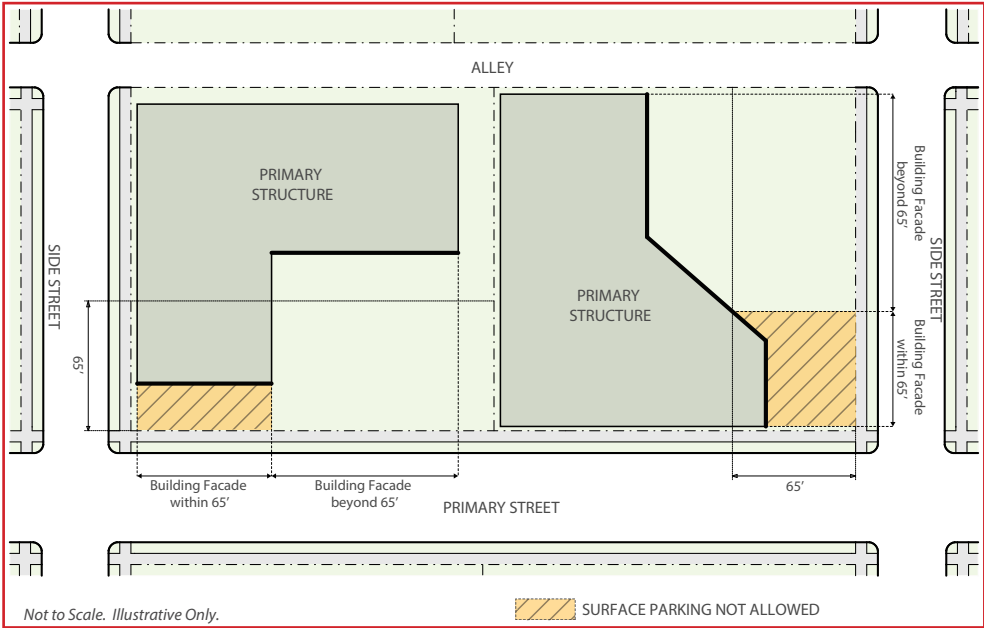 ALLEY
PRIMARY
STRUCTURE
PRIMARY
STRUCTURE
Building Facade
beyond 65’
Building Facade
within 65’
SIDE STREET
SIDE STREET
65’
65’
Building Facade
within 65’
Building Facade
beyond 65’
PRIMARY STREET
Not to Scale. Illustrative Only.
SURFACE PARKING NOT ALLOWED